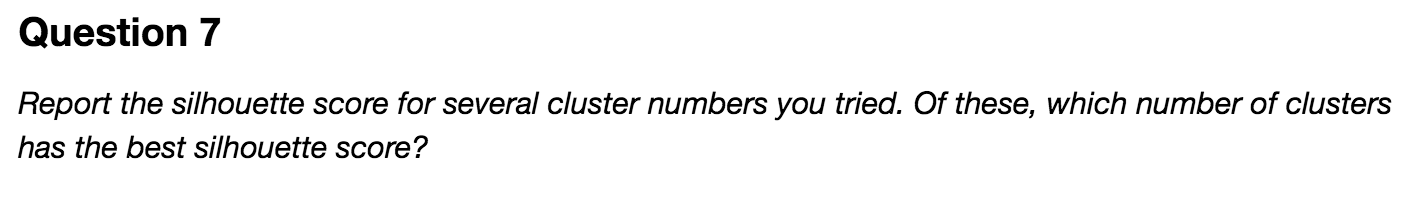 Question 7
Report the silhouette score for several cluster numbers you tried. Of these, which number of clusters
has the best silhouette score?